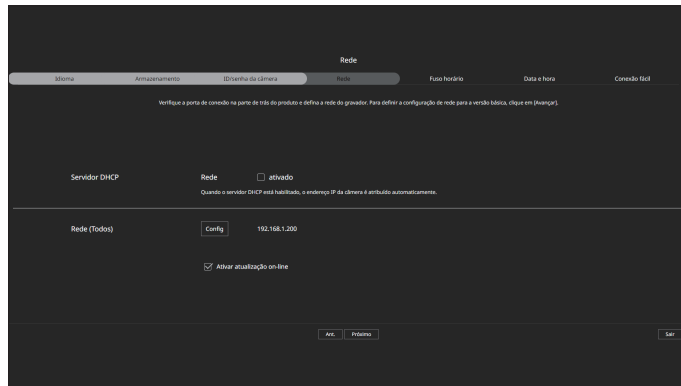 Rede
Idioma Armazenamento ID/senha da câmera Rede Fuso horário Data e hora Conexão fácil
Verifique a porta de conexão na parte de trás do produto e defina a rede do gravador. Para definir a configuração de rede para a versão básica, clique em [Avançar].
Servidor DHCP Rede ativado
Quando o servidor DHCP está habilitado, o endereço IP da câmera é atribuído automaticamente.
Rede (Todos) Config 192.168.1.200
Ativar atualização on-line
Ant. Próximo Sair